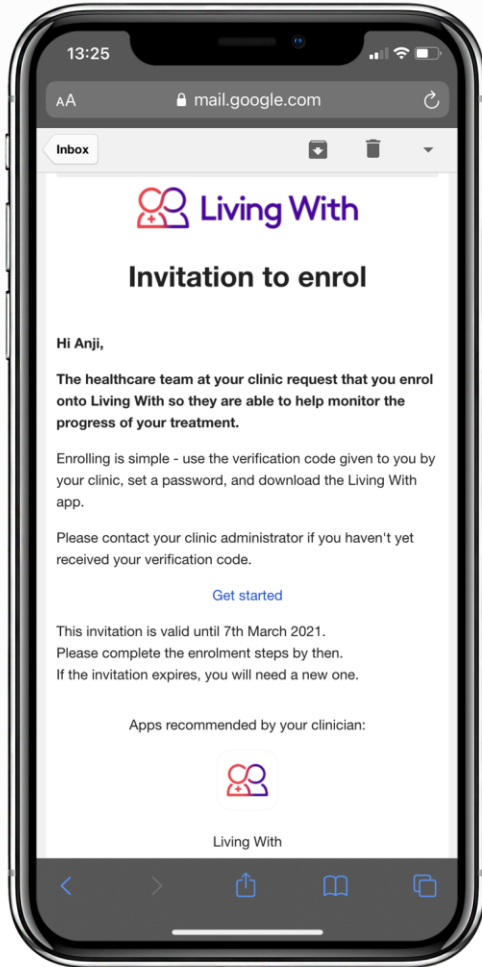 13:25
AA mail.google.com
Inbox
Living With
Invitation to enrol
Hi Anji,
The healthcare team at your clinic request that you enrol
onto Living With so they are able to help monitor the
progress of your treatment.
Enrolling is simple - use the verification code given to you by
your clinic, set a password, and download the Living With
app.
Please contact your clinic administrator if you haven't yet
received your verification code.
Get started
This invitation is valid until 7th March 2021.
Please complete the enrolment steps by then.
If the invitation expires, you will need a new one.
Apps recommended by your clinician:
Living With